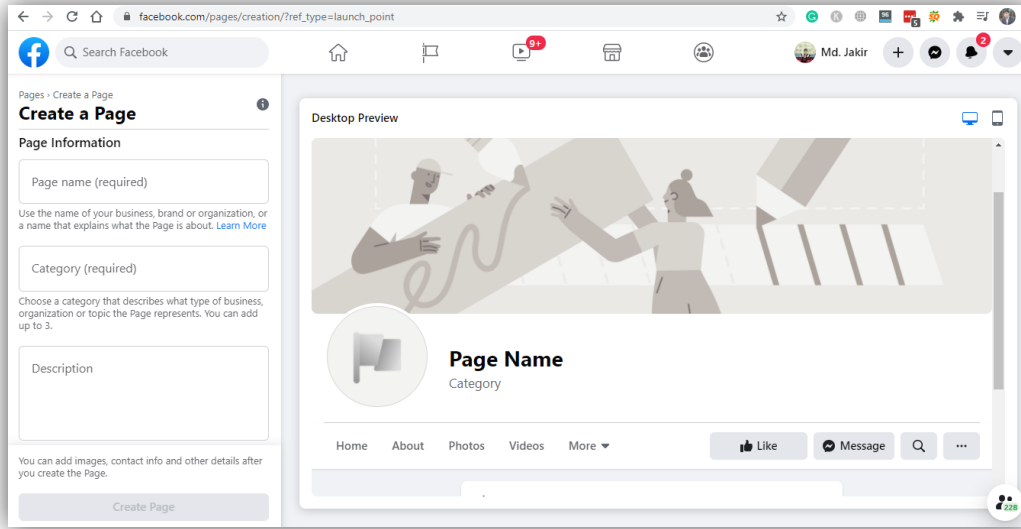 facebook.com/pages/creation/?ref_type=launch_point
96
5
Search Facebook
9+
Md. Jakir
2
Pages › Create a Page
Create a Page
Page Information
Page name (required)
Use the name of your business, brand or organization, or
a name that explains what the Page is about. Learn More
Category (required)
Choose a category that describes what type of business,
organization or topic the Page represents. You can add
up to 3.
Description
You can add images, contact info and other details after
you create the Page.
Create Page
Desktop Preview
Page Name
Category
Home About Photos Videos More
Like Message
228